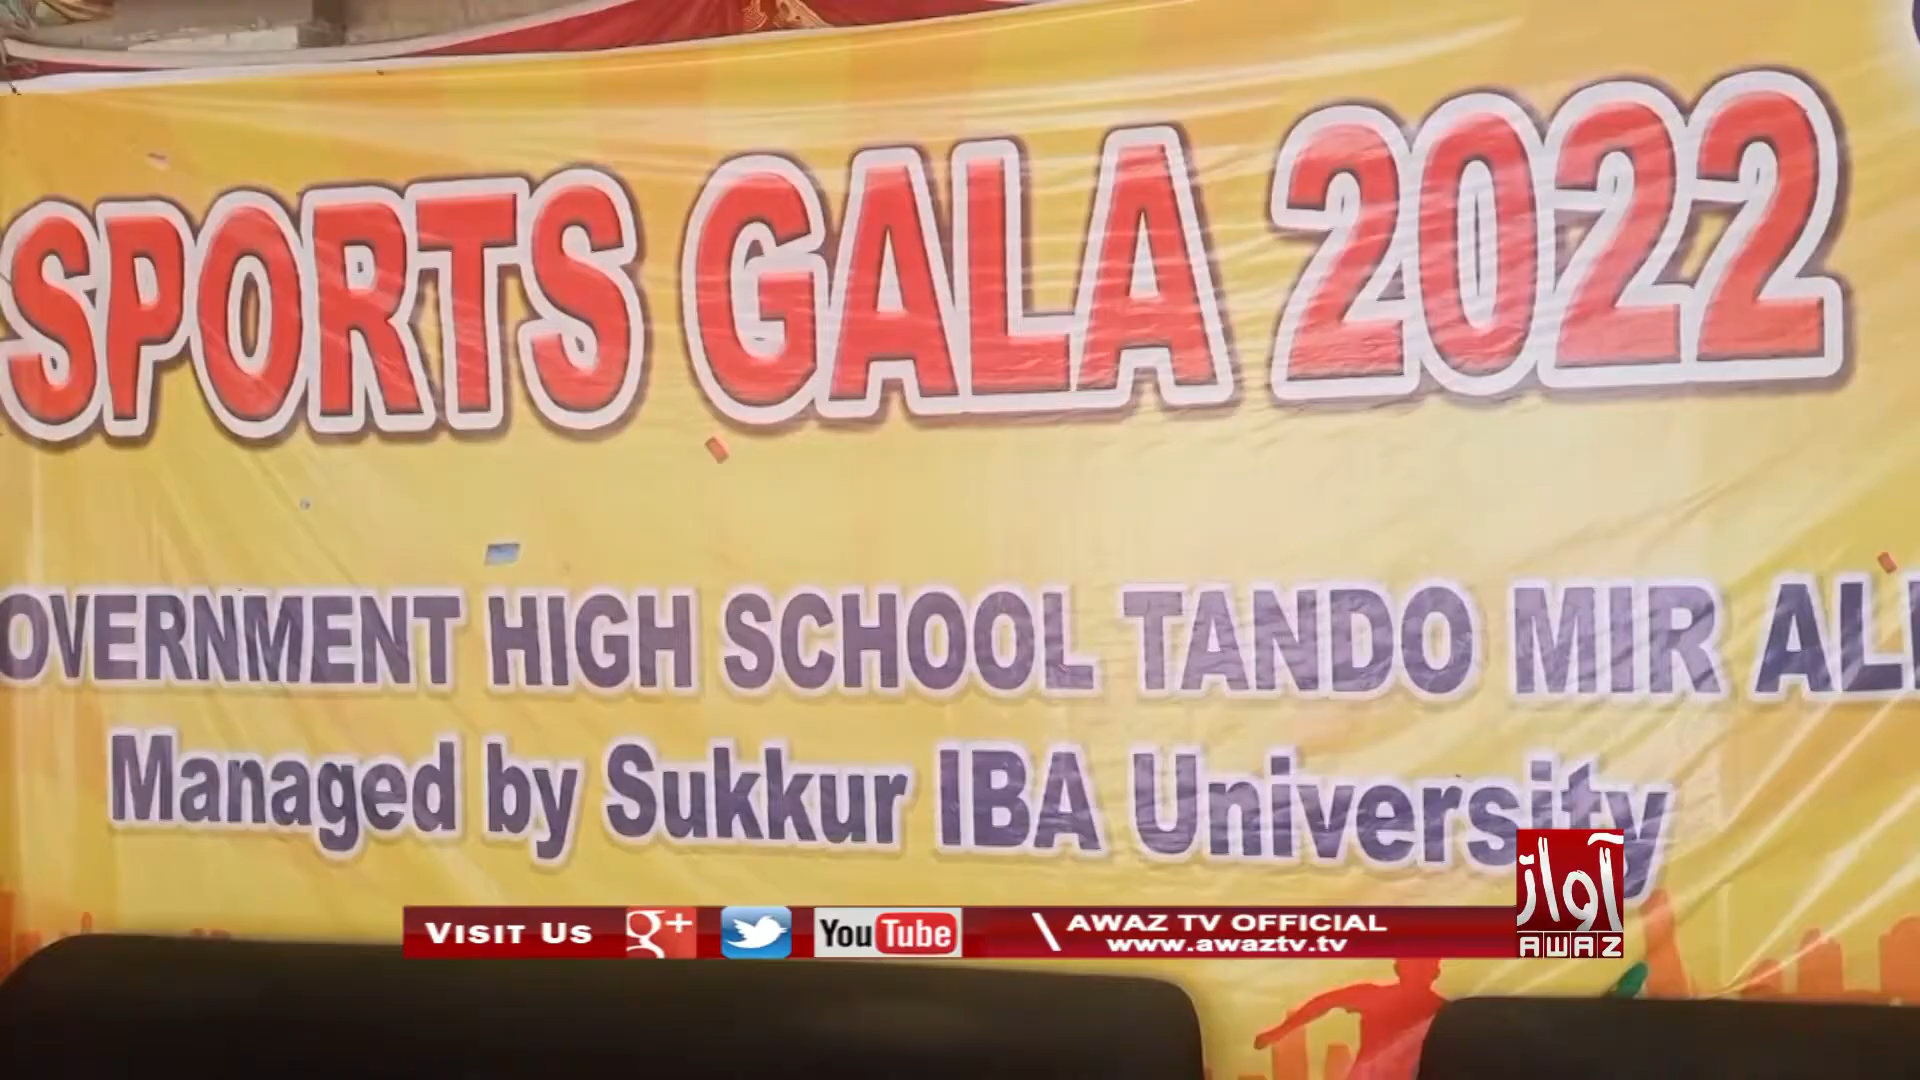 SPORTS GALA 2022
OVERNMENT HIGH SCHOOL TANDO MIR ALI
Managed by Sukkur IBA University
VISIT US g+ You Tube \ AWAZ TV OFFICIAL
www.awaztv.tv
آواز
AWAZ